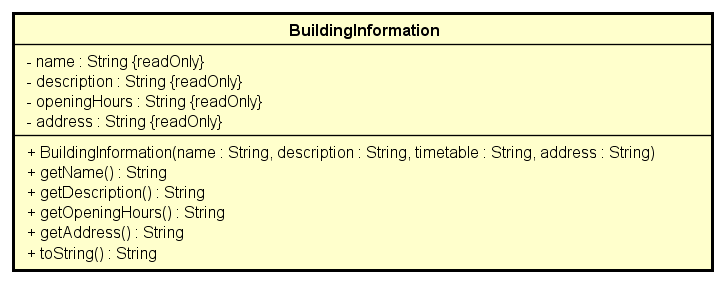 BuildingInformation
- name : String {readOnly}
- description : String {readOnly}
- openingHours : String {readOnly}
- address : String {readOnly}
+ BuildingInformation(name : String, description : String, timetable : String, address : String)
+ getName() : String
+ getDescription() : String
+ getOpeningHours() : String
+ getAddress() : String
+ toString() : String